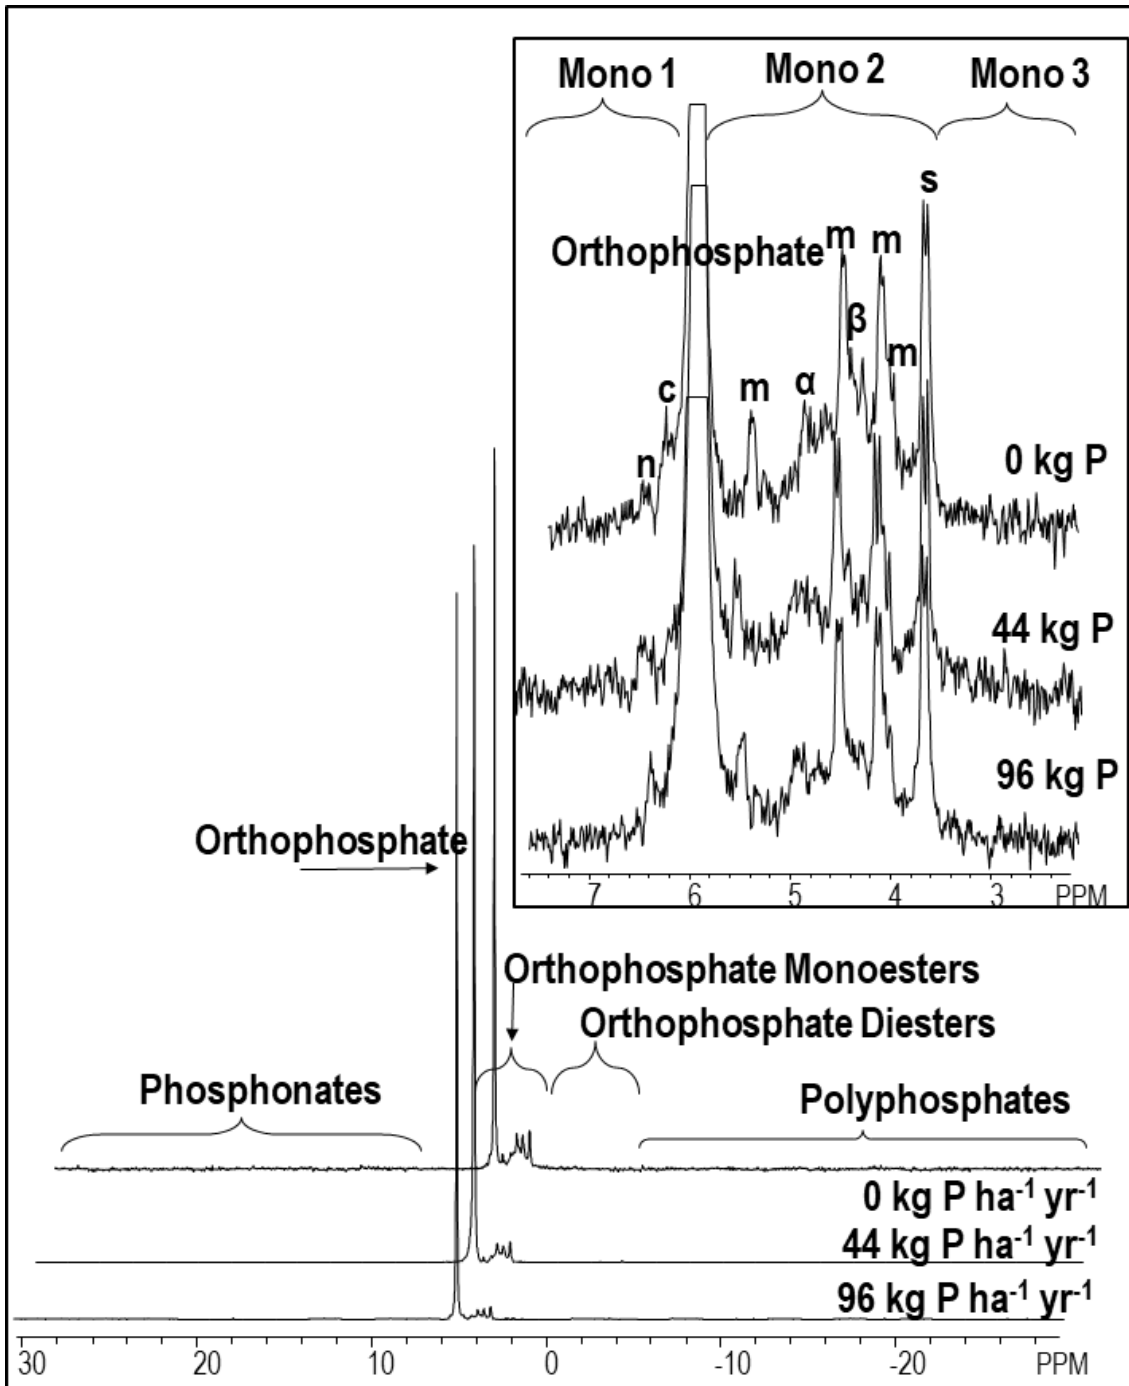 Mono 1 Mono 2 Mono 3
s
Orthophosphate m m
β
m
c m α
n
0 kg P
44 kg P
96 kg P
7 6 5 4 3 PPM
Orthophosphate
Orthophosphate Monoesters
Orthophosphate Diesters
Phosphonates Polyphosphates
0 kg P ha⁻¹ yr⁻¹
44 kg P ha⁻¹ yr⁻¹
96 kg P ha⁻¹ yr⁻¹
30 20 10 0 -10 -20 PPM